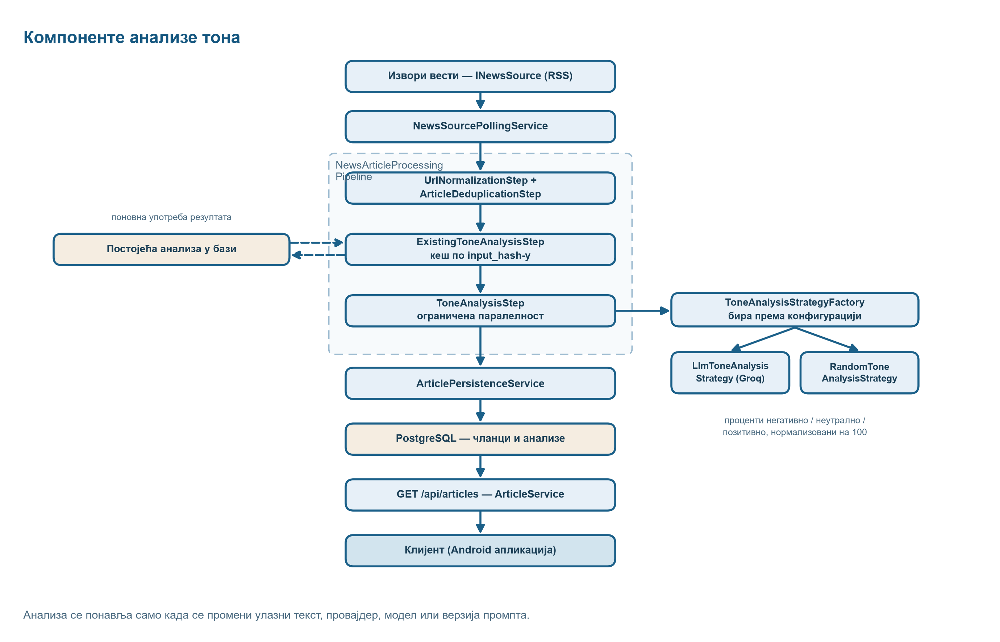 Компоненте анализе тона
Извори вести — INewsSource (RSS)
NewsSourcePollingService
NewsArticleProcessing
Pipeline
UrlNormalizationStep +
ArticleDeduplicationStep
поновна употреба резултата
Постојећа анализа у бази
ExistingToneAnalysisStep
кеш по input_hash-у
ToneAnalysisStep
ограничена паралелност
ToneAnalysisStrategyFactory
бира према конфигурацији
LlmToneAnalysis
Strategy (Groq)
RandomTone
AnalysisStrategy
проценти негативно / неутрално /
позитивно, нормализовани на 100
ArticlePersistenceService
PostgreSQL — чланци и анализе
GET /api/articles — ArticleService
Клијент (Android апликација)
Анализа се понавља само када се промени улазни текст, провајдер, модел или верзија промпта.